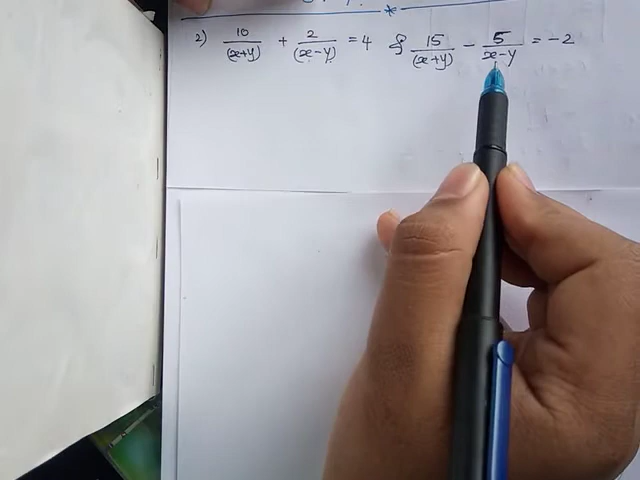 2) 10/(x+y) + 2/(x-y) = 4 & 15/(x+y) - 5/x-y = -2